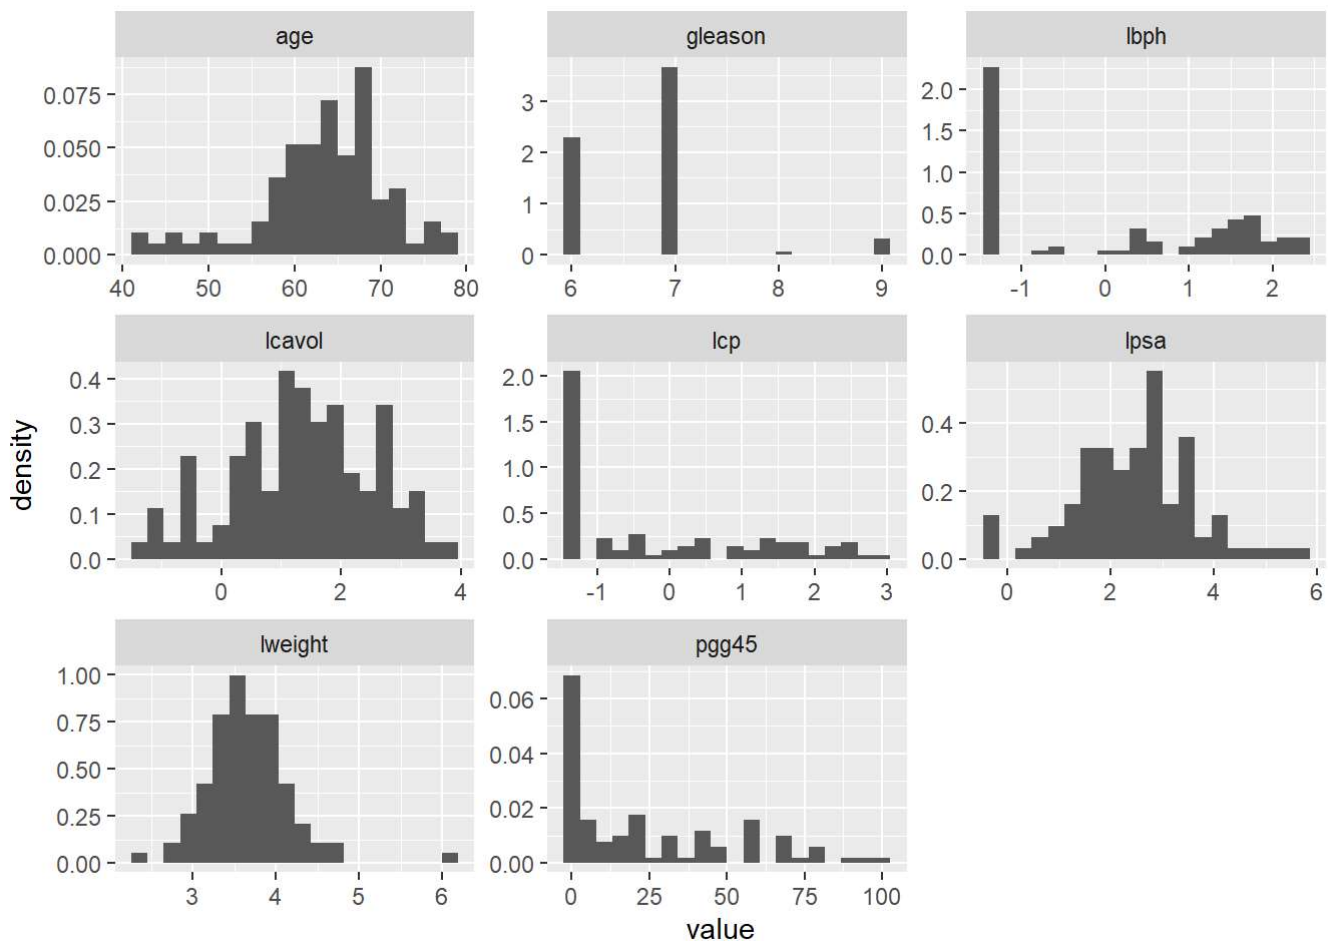 age
gleason
lbph
0.075
0.050
0.025
0.000
40 50 60 70 80
3
2
1
0
6 7 8 9
2.0
1.5
1.0
0.5
0.0
-1 0 1 2
lcavol
lcp
lpsa
density
0.4
0.3
0.2
0.1
0.0
0 2 4
2.0
1.5
1.0
0.5
0.0
-1 0 1 2 3
0.4
0.2
0.0
0 2 4 6
lweight
pgg45
1.00
0.75
0.50
0.25
0.00
3 4 5 6
0.06
0.04
0.02
0.00
0 25 50 75 100
value